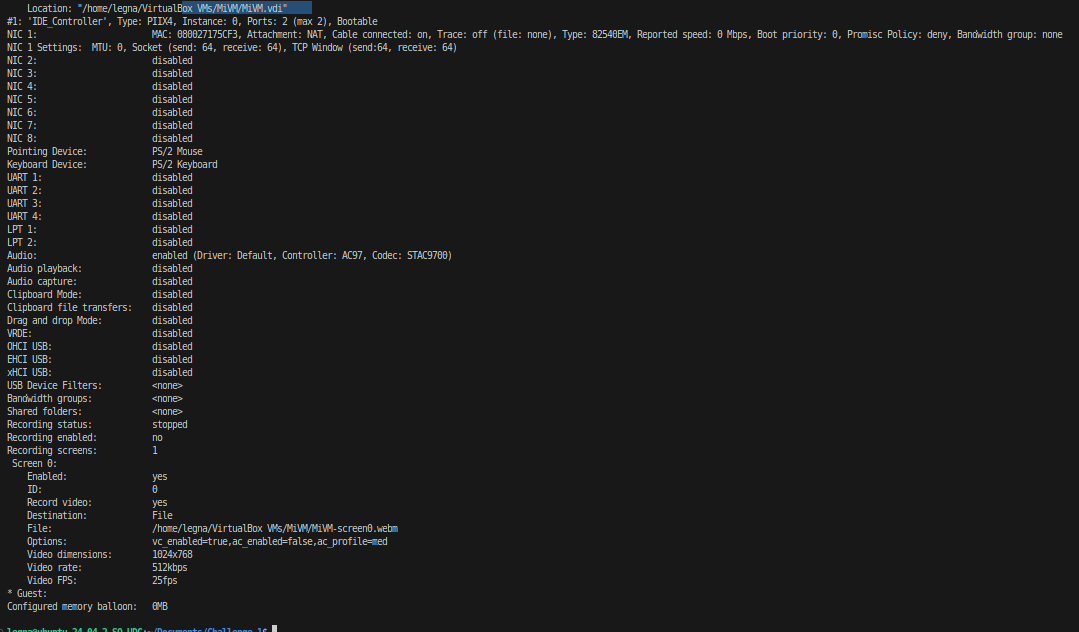 Location: "/home/legna/VirtualBox VMs/MiVM/MiVM.vdi"
#1: 'IDE_Controller', Type: PIIX4, Instance: 0, Ports: 2 (max 2), Bootable
NIC 1: MAC: 080027175CF3, Attachment: NAT, Cable connected: on, Trace: off (file: none), Type: 82540EM, Reported speed: 0 Mbps, Boot priority: 0, Promisc Policy: deny, Bandwidth group: none
NIC 1 Settings: MTU: 0, Socket (send: 64, receive: 64), TCP Window (send:64, receive: 64)
NIC 2: disabled
NIC 3: disabled
NIC 4: disabled
NIC 5: disabled
NIC 6: disabled
NIC 7: disabled
NIC 8: disabled
Pointing Device: PS/2 Mouse
Keyboard Device: PS/2 Keyboard
UART 1: disabled
UART 2: disabled
UART 3: disabled
UART 4: disabled
LPT 1: disabled
LPT 2: disabled
Audio: enabled (Driver: Default, Controller: AC97, Codec: STAC9700)
Audio playback: disabled
Audio capture: disabled
Clipboard Mode: disabled
Clipboard file transfers: disabled
Drag and drop Mode: disabled
VRDE: disabled
OHCI USB: disabled
EHCI USB: disabled
xHCI USB: disabled
USB Device Filters: <none>
Bandwidth groups: <none>
Shared folders: <none>
Recording status: stopped
Recording enabled: no
Recording screens: 1
Screen 0:
Enabled: yes
ID: 0
Record video: yes
Destination: File
File: /home/legna/VirtualBox VMs/MiVM/MiVM-screen0.webm
Options: vc_enabled=true,ac_enabled=false,ac_profile=med
Video dimensions: 1024x768
Video rate: 512kbps
Video FPS: 25fps
* Guest:
Configured memory balloon: 0MB